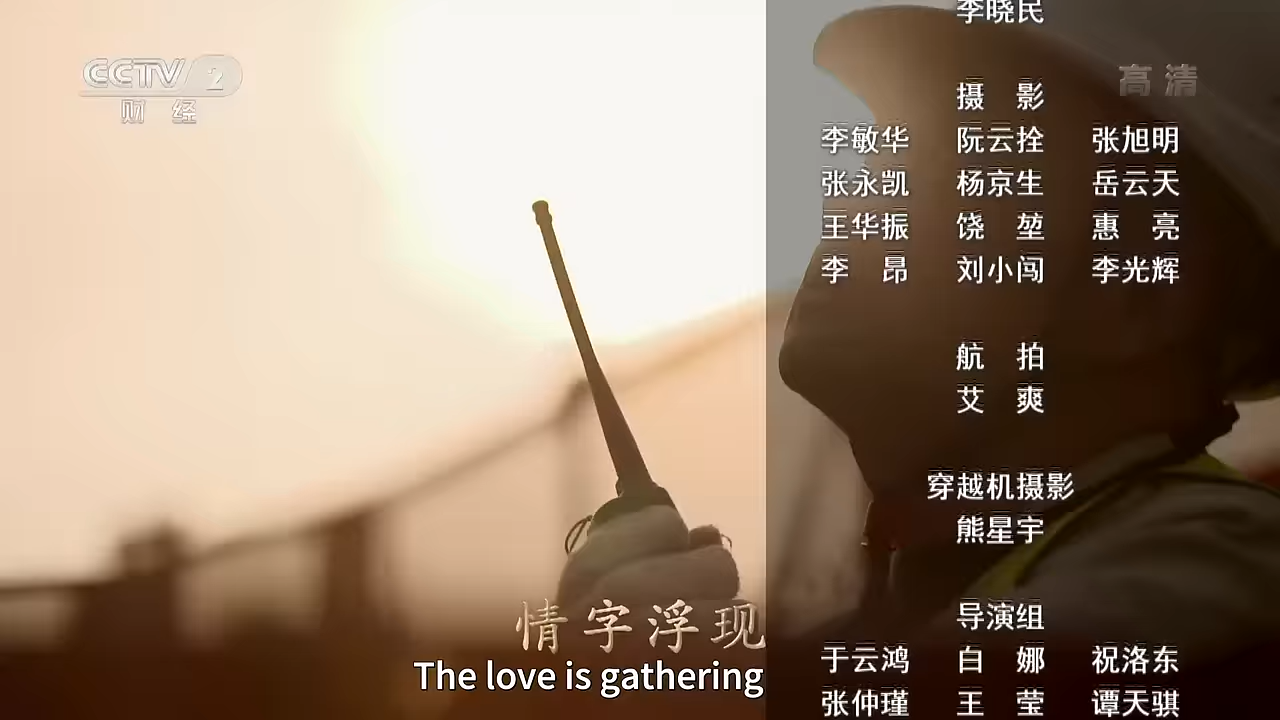 CCTV 2
财 经
高 清
李晓民
摄 影
李敏华 阮云拴 张旭明
张永凯 杨京生 岳云天
王华振 饶 堃 惠 亮
李 昂 刘小闯 李光辉
航 拍
艾 爽
穿越机摄影
熊星宇
导演组
于云鸿 白 娜 祝洛东
张仲瑾 王 莹 谭天骐
情字浮现
The love is gathering